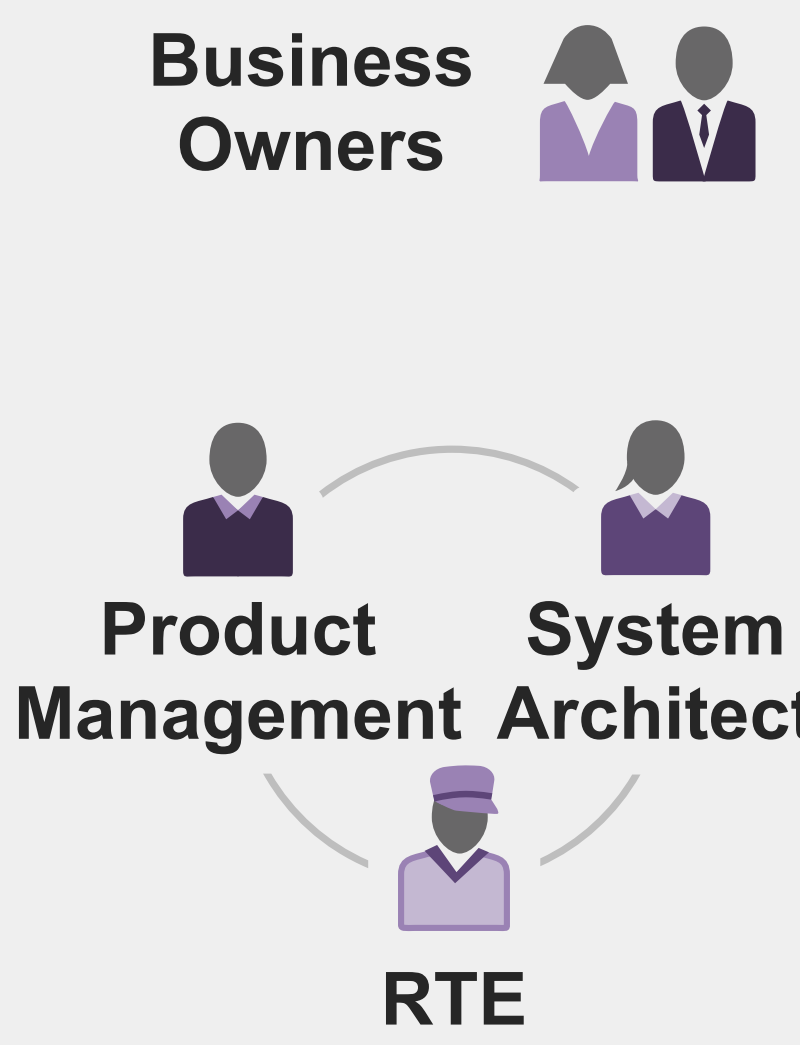 Business
Owners
Product
Management
System
Architect
RTE